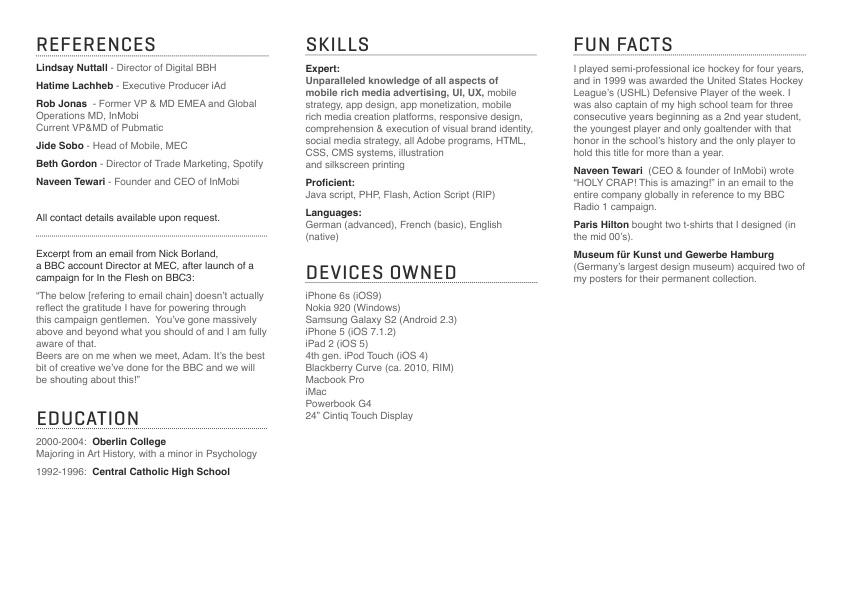 REFERENCES
Lindsay Nuttall - Director of Digital BBH
Hatime Lachheb - Executive Producer iAd
Rob Jonas  - Former VP & MD EMEA and Global
Operations MD, InMobi
Current VP&MD of Pubmatic
Jide Sobo - Head of Mobile, MEC
Beth Gordon - Director of Trade Marketing, Spotify
Naveen Tewari - Founder and CEO of InMobi
All contact details available upon request.
Excerpt from an email from Nick Borland,
a BBC account Director at MEC, after launch of a
campaign for In the Flesh on BBC3:
“The below [refering to email chain] doesn’t actually
reflect the gratitude I have for powering through
this campaign gentlemen.  You’ve gone massively
above and beyond what you should of and I am fully
aware of that.
Beers are on me when we meet, Adam. It’s the best
bit of creative we’ve done for the BBC and we will
be shouting about this!”
EDUCATION
2000-2004:  Oberlin College
Majoring in Art History, with a minor in Psychology
1992-1996:  Central Catholic High School
SKILLS
Expert:
Unparalleled knowledge of all aspects of
mobile rich media advertising, UI, UX, mobile
strategy, app design, app monetization, mobile
rich media creation platforms, responsive design,
comprehension & execution of visual brand identity,
social media strategy, all Adobe programs, HTML,
CSS, CMS systems, illustration
and silkscreen printing
Proficient:
Java script, PHP, Flash, Action Script (RIP)
Languages:
German (advanced), French (basic), English
(native)
DEVICES OWNED
iPhone 6s (iOS9)
Nokia 920 (Windows)
Samsung Galaxy S2 (Android 2.3)
iPhone 5 (iOS 7.1.2)
iPad 2 (iOS 5)
4th gen. iPod Touch (iOS 4)
Blackberry Curve (ca. 2010, RIM)
Macbook Pro
iMac
Powerbook G4
24” Cintiq Touch Display
FUN FACTS
I played semi-professional ice hockey for four years,
and in 1999 was awarded the United States Hockey
League’s (USHL) Defensive Player of the week. I
was also captain of my high school team for three
consecutive years beginning as a 2nd year student,
the youngest player and only goaltender with that
honor in the school’s history and the only player to
hold this title for more than a year.
Naveen Tewari  (CEO & founder of InMobi) wrote
“HOLY CRAP! This is amazing!” in an email to the
entire company globally in reference to my BBC
Radio 1 campaign.
Paris Hilton bought two t-shirts that I designed (in
the mid 00’s).
Museum für Kunst und Gewerbe Hamburg
(Germany’s largest design museum) acquired two of
my posters for their permanent collection.